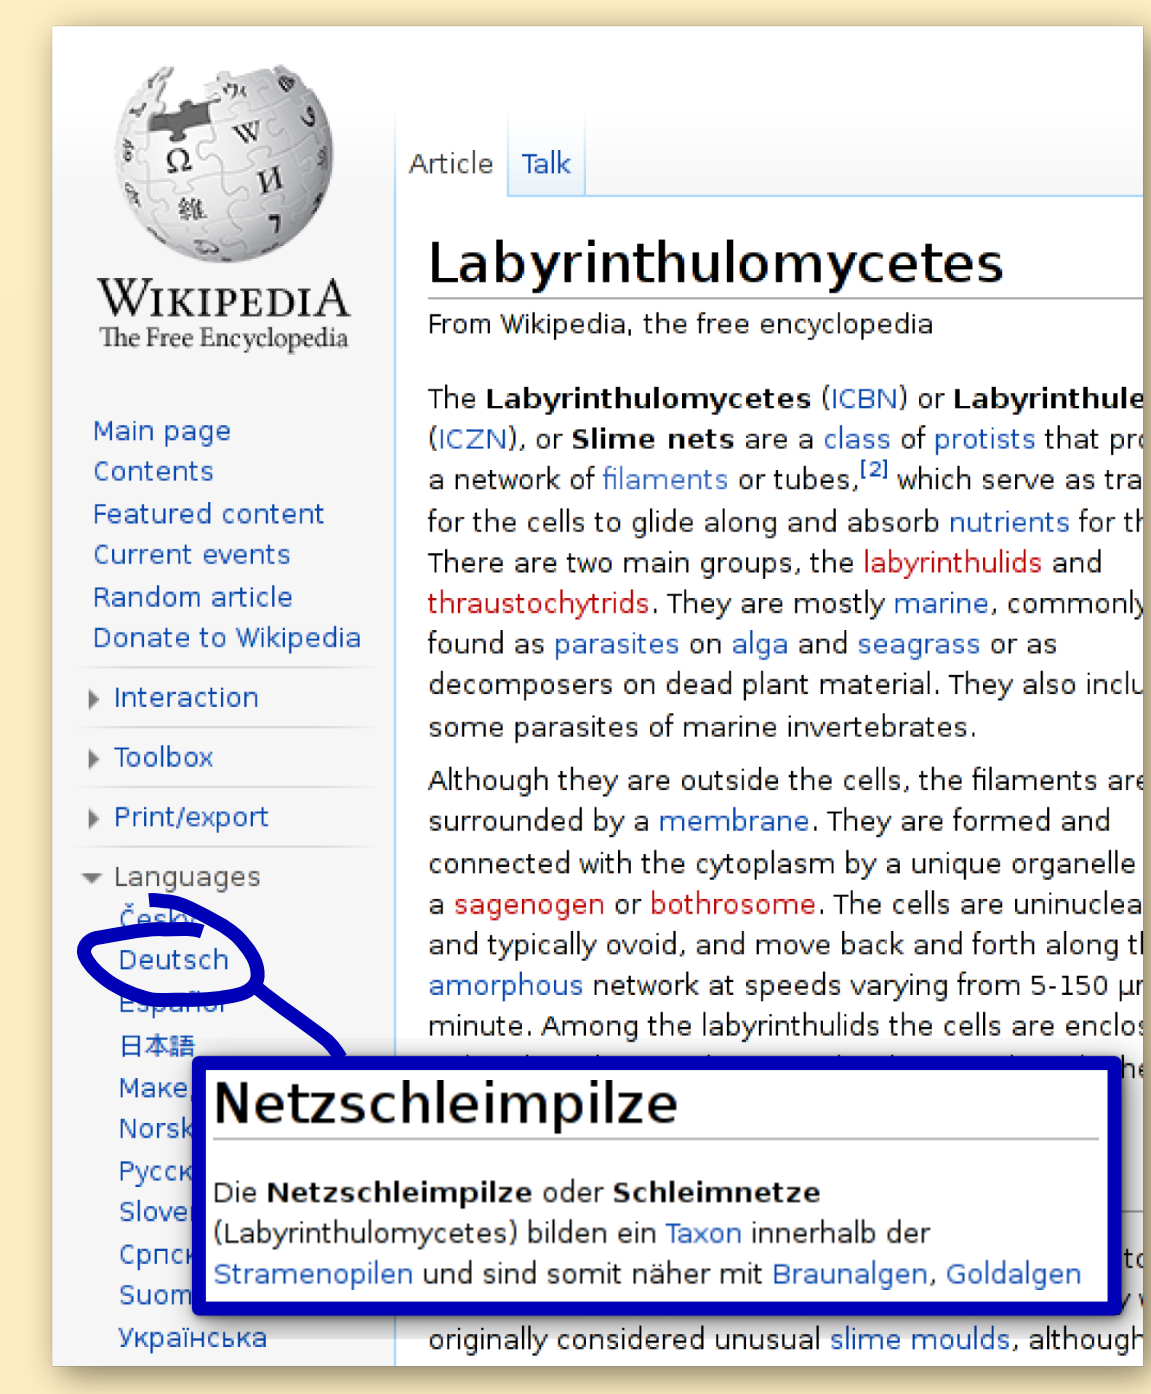 WIKIPEDIA
The Free Encyclopedia
Main page
Contents
Featured content
Current events
Random article
Donate to Wikipedia
Interaction
Toolbox
Print/export
Languages
Česky
Deutsch
Español
日本語
Norsk
Suom
Українська
Article Talk
Labyrinthulomycetes
From Wikipedia, the free encyclopedia
The Labyrinthulomycetes (ICBN) or Labyrinthule
(ICZN), or Slime nets are a class of protists that pro
a network of filaments or tubes,[2] which serve as tra
for the cells to glide along and absorb nutrients for th
There are two main groups, the labyrinthulids and
thraustochytrids. They are mostly marine, commonly
found as parasites on alga and seagrass or as
decomposers on dead plant material. They also inclu
some parasites of marine invertebrates.
Although they are outside the cells, the filaments are
surrounded by a membrane. They are formed and
connected with the cytoplasm by a unique organelle
a sagenogen or bothrosome. The cells are uninuclea
and typically ovoid, and move back and forth along th
amorphous network at speeds varying from 5-150 μm
minute. Among the labyrinthulids the cells are enclos
Netzschleimpilze
Die Netzschleimpilze oder Schleimnetze
(Labyrinthulomycetes) bilden ein Taxon innerhalb der
Stramenopilen und sind somit näher mit Braunalgen, Goldalgen
originally considered unusual slime moulds, although